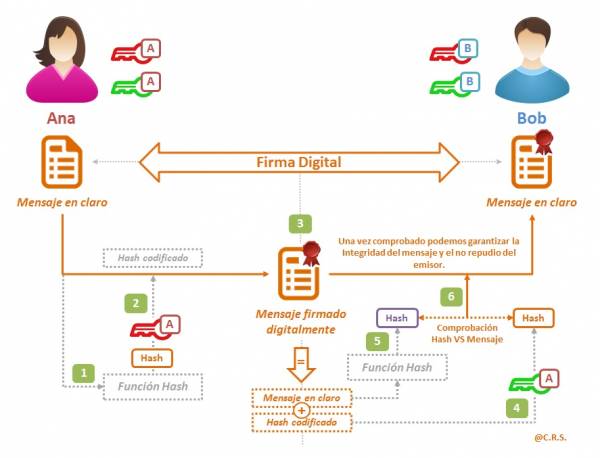 A
A
B
B
Ana
Bob
Firma Digital
Mensaje en claro
Mensaje en claro
3
Una vez comprobado podemos garantizar la
Integridad del mensaje y el no repudio del
emisor.
Hash codificado
2
A
Mensaje firmado
digitalmente
6
Hash
Hash
Comprobación
Hash VS Mensaje
5
Hash
1
Función Hash
=
Función Hash
A
4
Mensaje en claro
+
Hash codificado
@C.R.S.